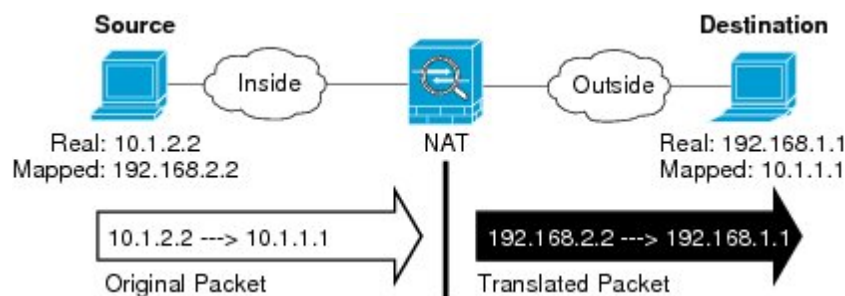 Source
Destination
Inside
Outside
Real: 10.1.2.2
NAT
Real: 192.168.1.1
Mapped: 192.168.2.2
Mapped: 10.1.1.1
10.1.2.2 ---> 10.1.1.1
192.168.2.2 ---> 192.168.1.1
Original Packet
Translated Packet